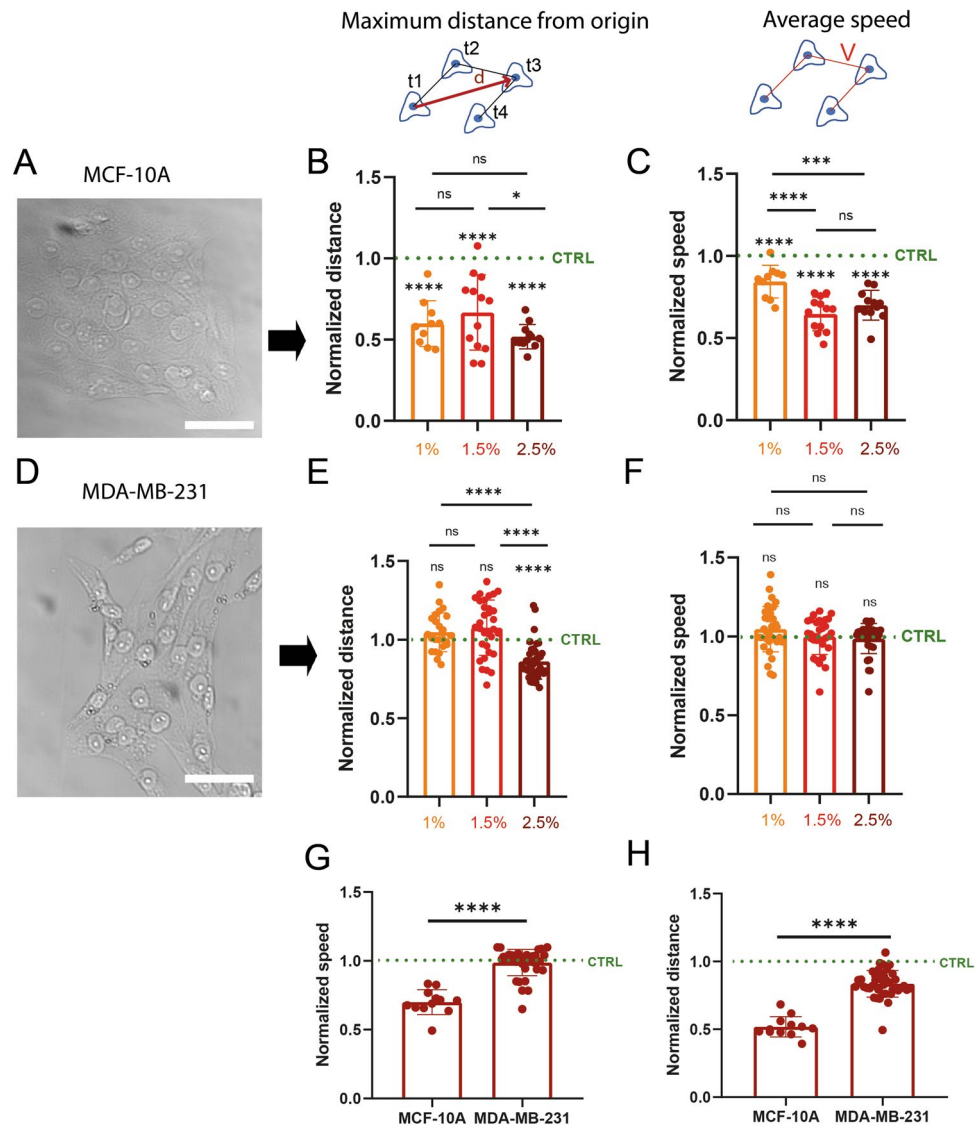 Maximum distance from origin
Average speed
t1
t2
d
t3
t4
V
A
MCF-10A
B
ns
ns
*
Normalized distance
1.5
1.0
0.5
0.0
****
****
****
CTRL
1%
1.5%
2.5%
C
***
****
ns
Normalized speed
1.5
1.0
0.5
0.0
****
****
****
CTRL
1%
1.5%
2.5%
D
MDA-MB-231
E
****
ns
****
ns
ns
****
Normalized distance
1.5
1.0
0.5
0.0
CTRL
1%
1.5%
2.5%
F
ns
ns
ns
ns
ns
ns
Normalized speed
1.5
1.0
0.5
0.0
CTRL
1%
1.5%
2.5%
G
****
Normalized speed
1.5
1.0
0.5
0.0
CTRL
MCF-10A
MDA-MB-231
H
****
Normalized distance
1.5
1.0
0.5
0.0
CTRL
MCF-10A
MDA-MB-231